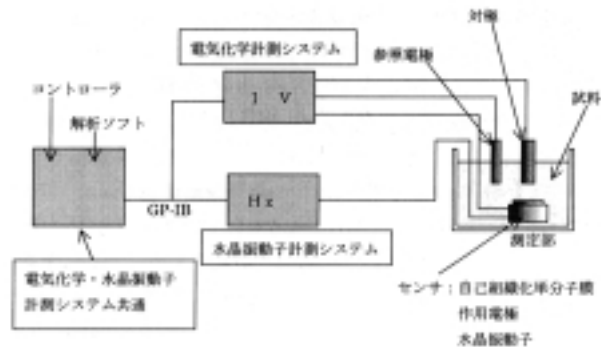 電気化学計測システム
対極
参照電極
コントローラ
解析ソフト
試料
I V
GP-IB
Hz
水晶振動子計測システム
測定部
電気化学・水晶振動子
計測システム共通
センサ：自己組織化単分子膜
作用電極
水晶振動子